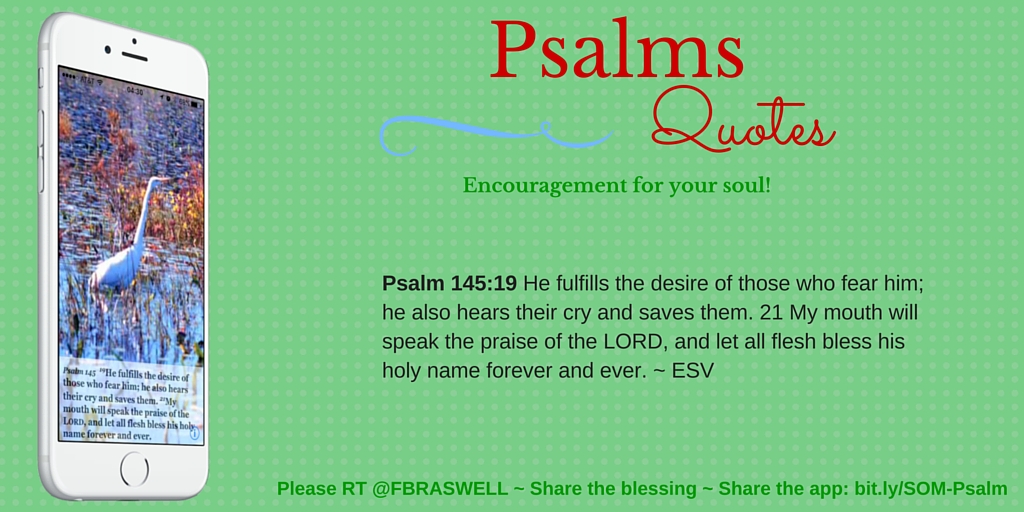 Psalms
Quotes
Encouragement for your soul!
Psalm 145:19 He fulfills the desire of those who fear him;
he also hears their cry and saves them. 21 My mouth will
speak the praise of the LORD, and let all flesh bless his
holy name forever and ever. ~ ESV
AT&T
04:30
Psalm 145 ¹⁹He fulfills the desire of
those who fear him; he also hears
their cry and saves them. ²¹My
mouth will speak the praise of the
LORD, and let all flesh bless his holy
name forever and ever.
Please RT @FBRASWELL ~ Share the blessing ~ Share the app: bit.ly/SOM-Psalm